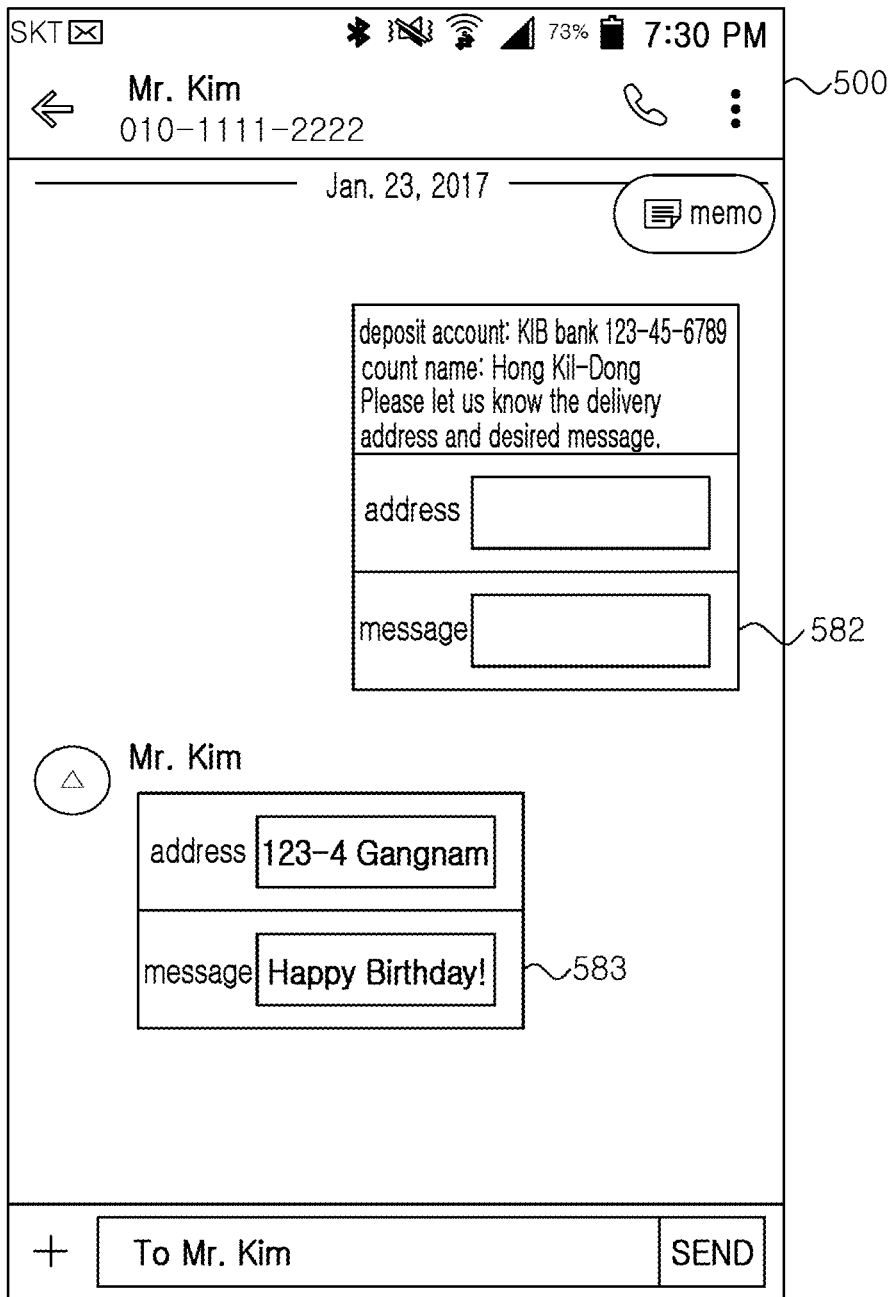 SKT 73% 7:30 PM
500
Mr. Kim
010-1111-2222
Jan. 23, 2017
memo
deposit account: KIB bank 123-45-6789
count name: Hong Kil-Dong
Please let us know the delivery
address and desired message.
address
message
582
Mr. Kim
address 123-4 Gangnam
message Happy Birthday!
583
+ To Mr. Kim SEND